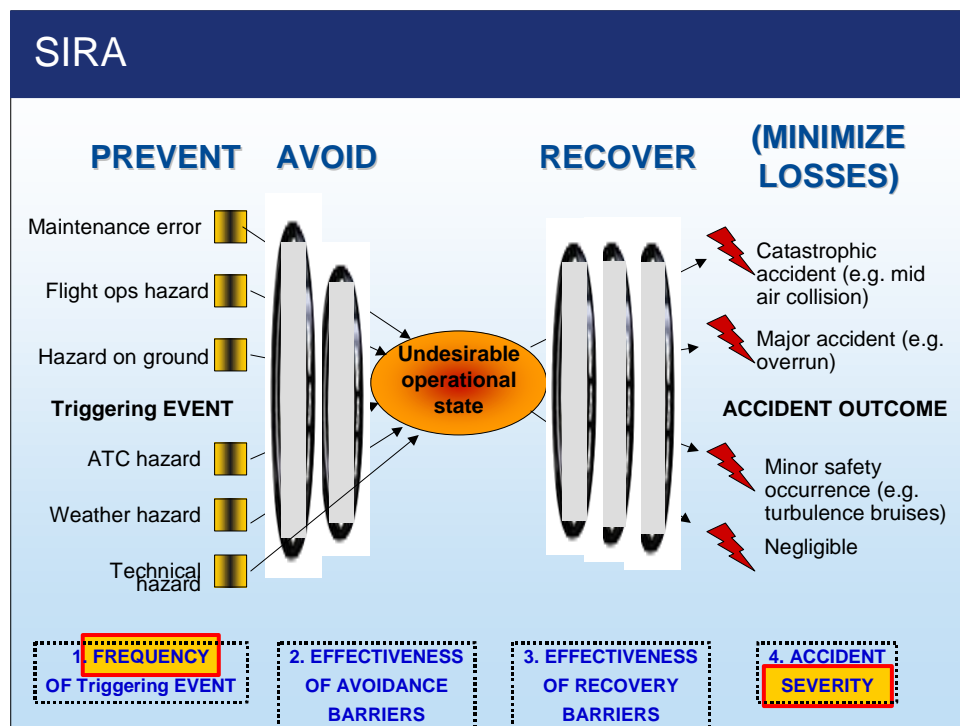 SIRA
PREVENT
AVOID
RECOVER
(MINIMIZE
LOSSES)
Maintenance error
Flight ops hazard
Hazard on ground
Triggering EVENT
ATC hazard
Weather hazard
Technical
hazard
Undesirable
operational
state
Catastrophic
accident (e.g. mid
air collision)
Major accident (e.g.
overrun)
ACCIDENT OUTCOME
Minor safety
occurrence (e.g.
turbulence bruises)
Negligible
1. FREQUENCY
OF Triggering EVENT
2. EFFECTIVENESS
OF AVOIDANCE
BARRIERS
3. EFFECTIVENESS
OF RECOVERY
BARRIERS
4. ACCIDENT
SEVERITY